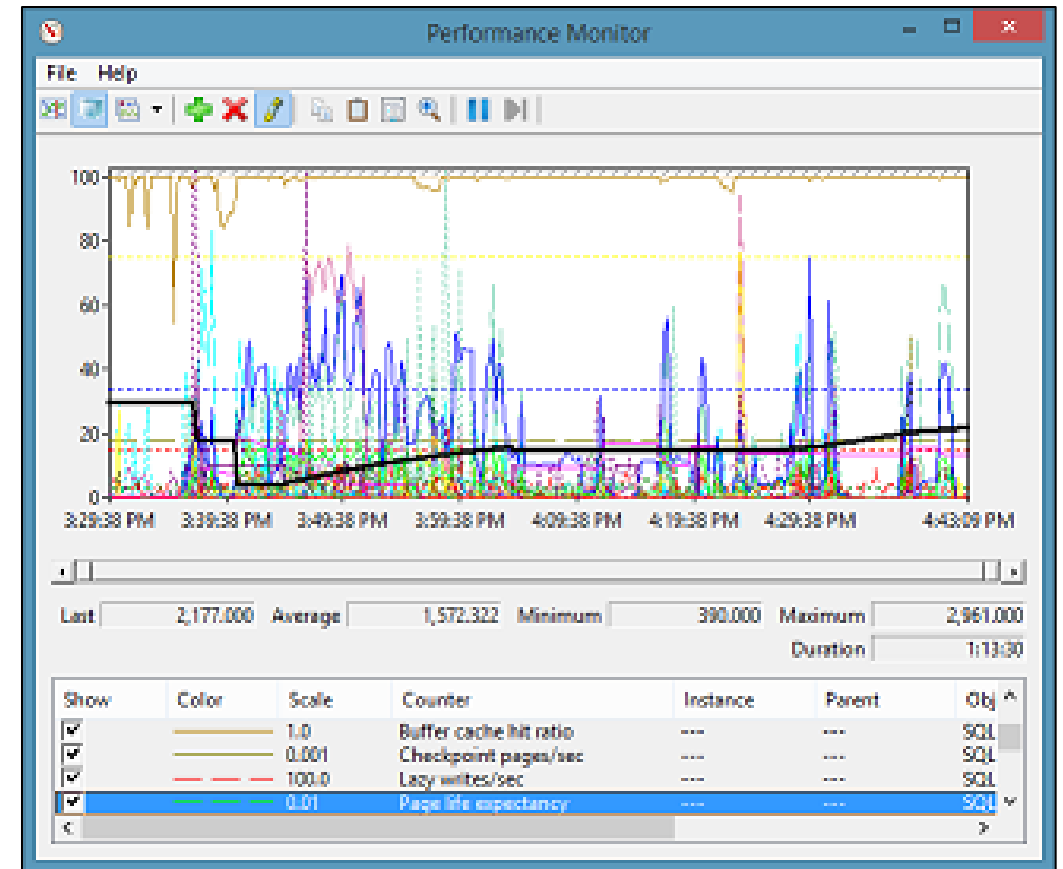 Performance Monitor
File Help
100
80
60
40
20
0
3:29:38 PM 3:39:38 PM 3:49:38 PM 3:59:38 PM 4:09:38 PM 4:19:38 PM 4:29:38 PM 4:43:09 PM
Last 2,177.000 Average 1,572.322 Minimum 390.000 Maximum 2,961.000
Duration 1:13:30
Show Color Scale Counter Instance Parent Obj
1.0 Buffer cache hit ratio --- --- SQL
0.001 Checkpoint pages/sec --- --- SQL
100.0 Lazy writes/sec --- --- SQL
0.01 Page life expectancy --- --- SQL